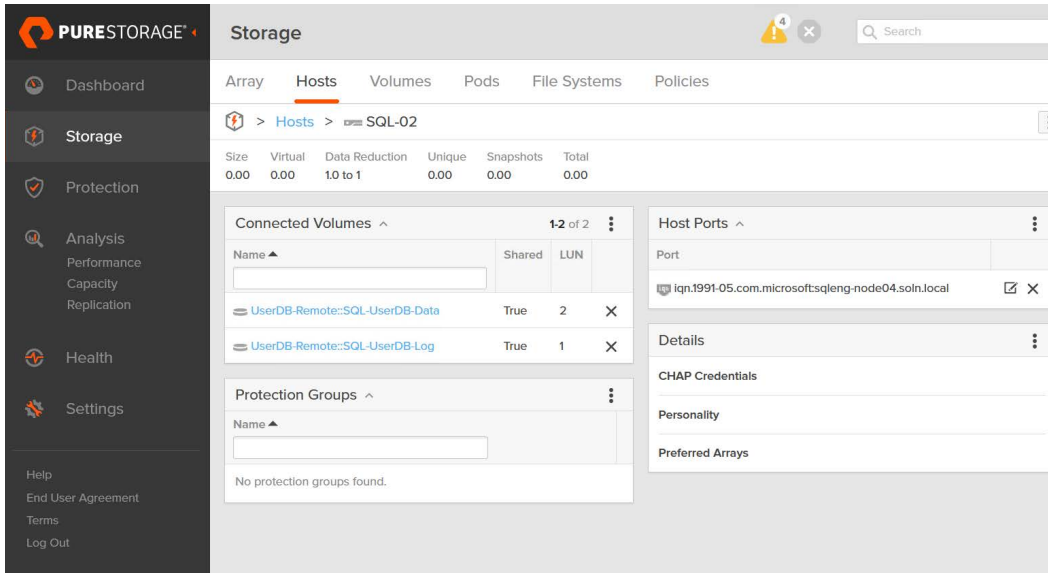 PURESTORAGE®
Storage
4
Search
Dashboard
Storage
Protection
Analysis
Performance
Capacity
Replication
Health
Settings
Help
End User Agreement
Terms
Log Out
Array Hosts Volumes Pods File Systems Policies
> Hosts > SQL-02
Size Virtual Data Reduction Unique Snapshots Total
0.00 0.00 1.0 to 1 0.00 0.00 0.00
Connected Volumes 1-2 of 2
Name Shared LUN
UserDB-Remote::SQL-UserDB-Data True 2
UserDB-Remote::SQL-UserDB-Log True 1
Protection Groups
Name
No protection groups found.
Host Ports
Port
iqn.1991-05.com.microsoft:sqleng-node04.soln.local
Details
CHAP Credentials
Personality
Preferred Arrays